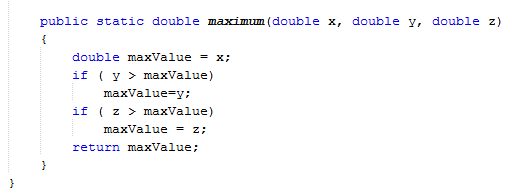 public static double maximum(double x, double y, double z)
{
double maxValue = x;
if ( y > maxValue)
maxValue=y;
if ( z > maxValue)
maxValue = z;
return maxValue;
}
}